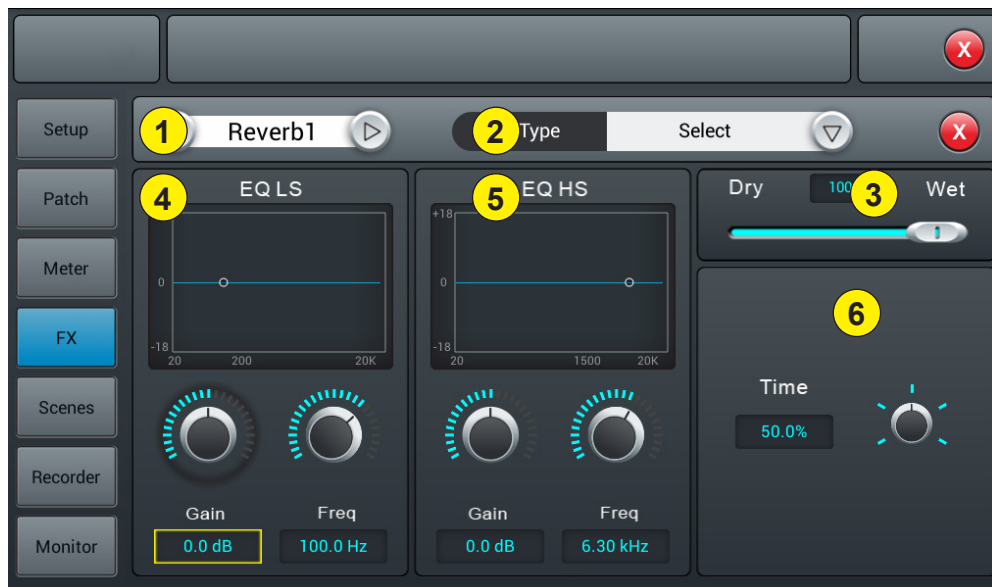 X
Setup
1
Reverb1
2
Type
Select
X
Patch
4
EQ LS
5
EQ HS
Dry
100
3
Wet
Meter
0
-18
20
200
20K
+18
0
-18
20
1500
20K
FX
6
Scenes
Time
50.0%
Recorder
Gain
Freq
Gain
Freq
Monitor
0.0 dB
100.0 Hz
0.0 dB
6.30 kHz